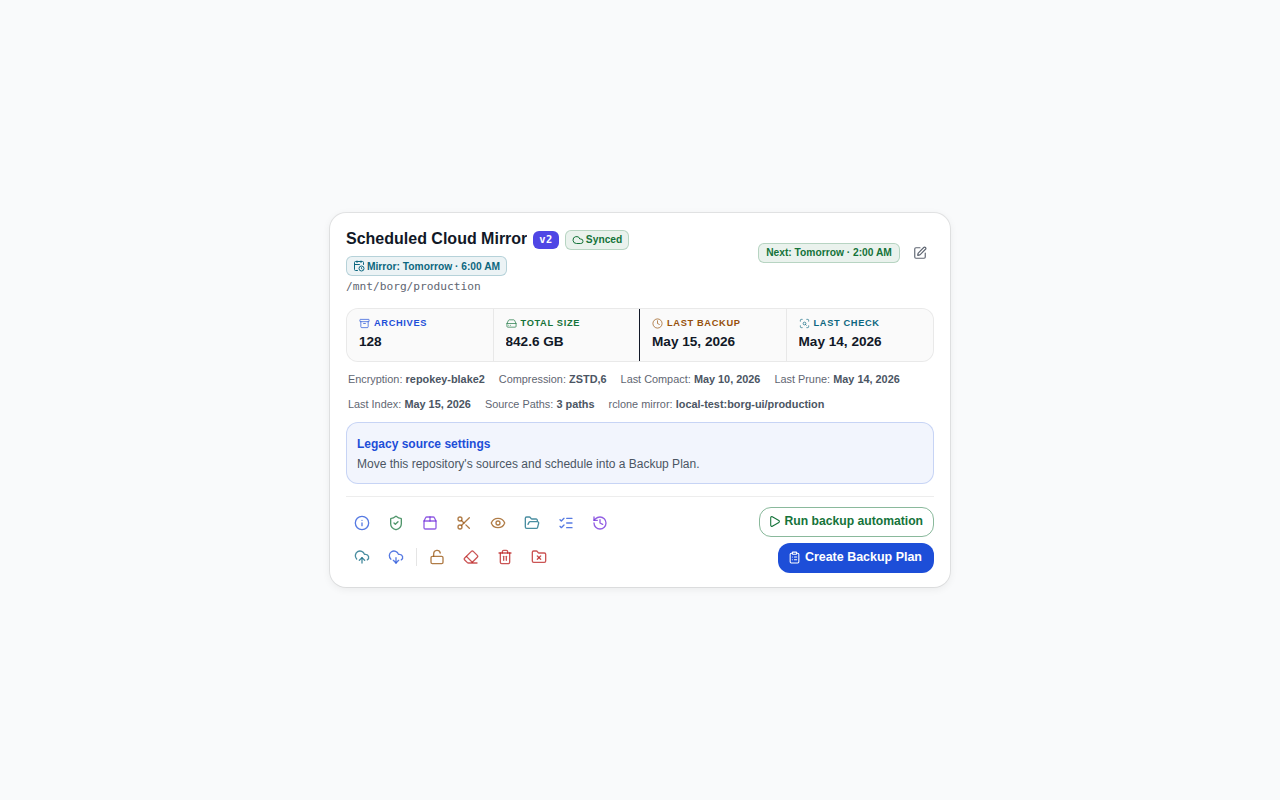 Scheduled Cloud Mirror v2 Synced
Mirror: Tomorrow · 6:00 AM
/mnt/borg/production
Next: Tomorrow · 2:00 AM
ARCHIVES
128
TOTAL SIZE
842.6 GB
LAST BACKUP
May 15, 2026
LAST CHECK
May 14, 2026
Encryption: repokey-blake2 Compression: ZSTD,6 Last Compact: May 10, 2026 Last Prune: May 14, 2026
Last Index: May 15, 2026 Source Paths: 3 paths rclone mirror: local-test:borg-ui/production
Legacy source settings
Move this repository's sources and schedule into a Backup Plan.
Run backup automation
Create Backup Plan